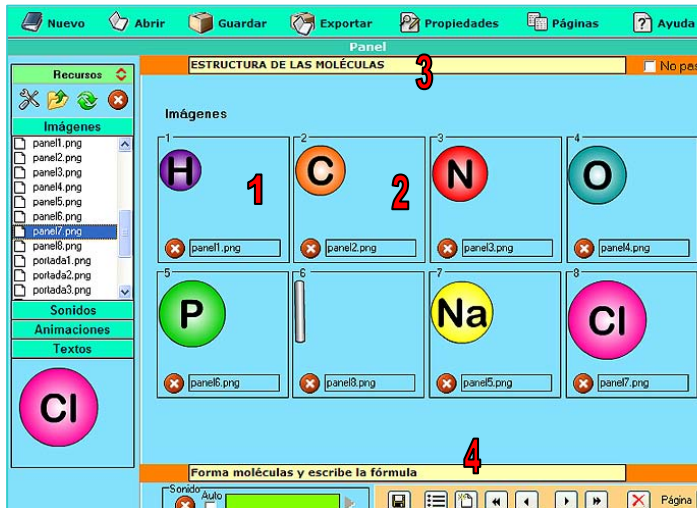 Nuevo Abrir Guardar Exportar Propiedades Páginas Ayuda
Panel
ESTRUCTURA DE LAS MOLÉCULAS
3
Recursos
Imágenes
panel1.png
panel2.png
panel3.png
panel4.png
panel5.png
panel6.png
panel7.png
panel8.png
portada1.png
portada2.png
portada3.png
Sonidos
Animaciones
Textos
Cl
Imágenes
1 2 3 4
H 1 C 2 N O
panel1.png panel2.png panel3.png panel4.png
5 6 7 8
P Na Cl
panel6.png panel8.png panel5.png panel7.png
4
Forma moléculas y escribe la fórmula
Sonido
Auto
Página